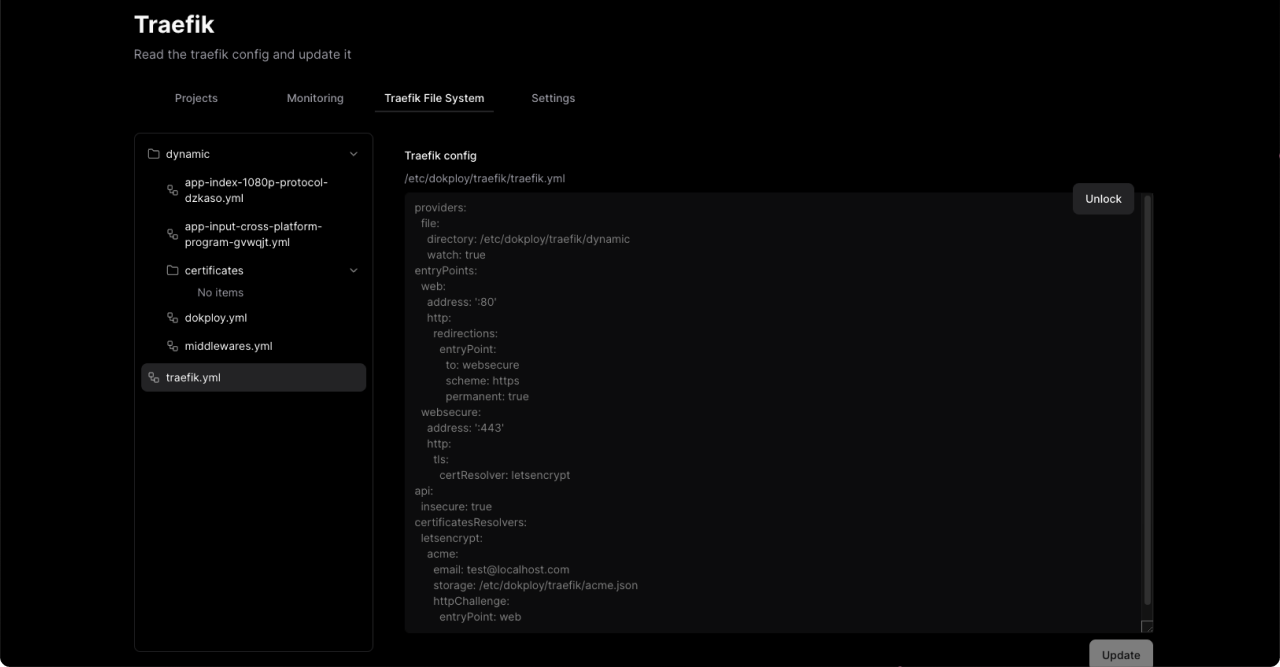 Traefik
Read the traefik config and update it
Projects
Monitoring
Traefik File System
Settings
dynamic
app-index-1080p-protocol-
dzkaso.yml
app-input-cross-platform-
program-gvwqjt.yml
certificates
No items
dokploy.yml
middlewares.yml
traefik.yml
Traefik config
/etc/dokploy/traefik/traefik.yml
Unlock
providers:
file:
directory: /etc/dokploy/traefik/dynamic
watch: true
entryPoints:
web:
address: ':80'
http:
redirections:
entryPoint:
to: websecure
scheme: https
permanent: true
websecure:
address: ':443'
http:
tls:
certResolver: letsencrypt
api:
insecure: true
certificatesResolvers:
letsencrypt:
acme:
email: test@localhost.com
storage: /etc/dokploy/traefik/acme.json
httpChallenge:
entryPoint: web
Update